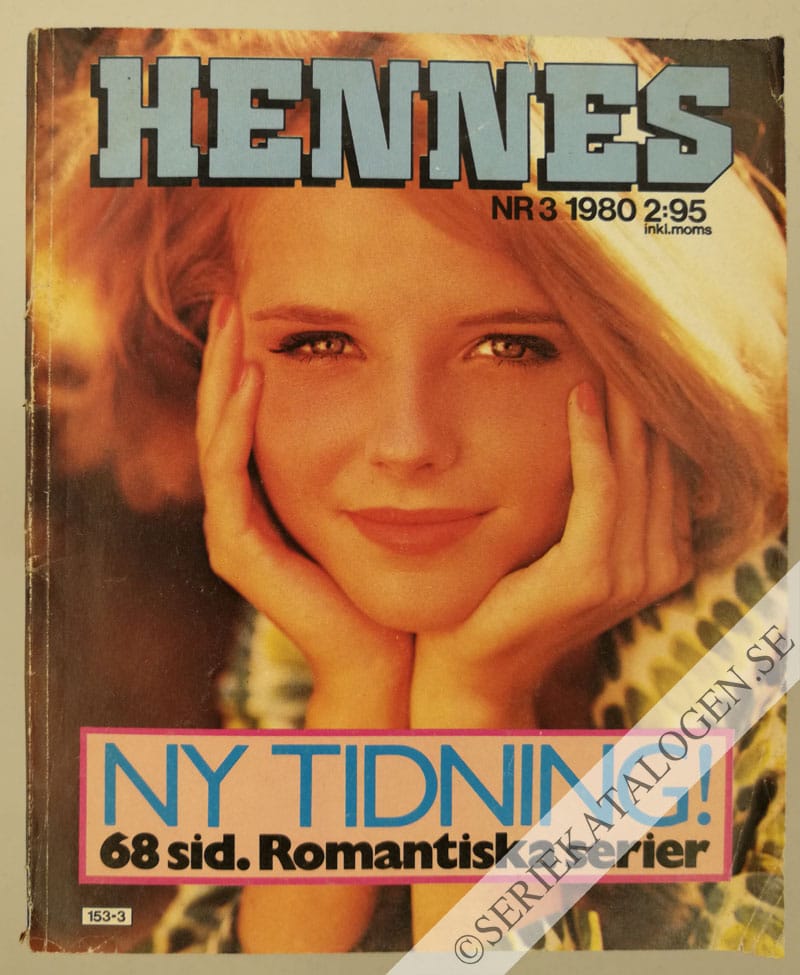 HENNES
NR 3 1980 2:95
inkl.moms
NY TIDNING!
68 sid. Romantiska serier
153-3
©SERIEKATALOGEN.SE